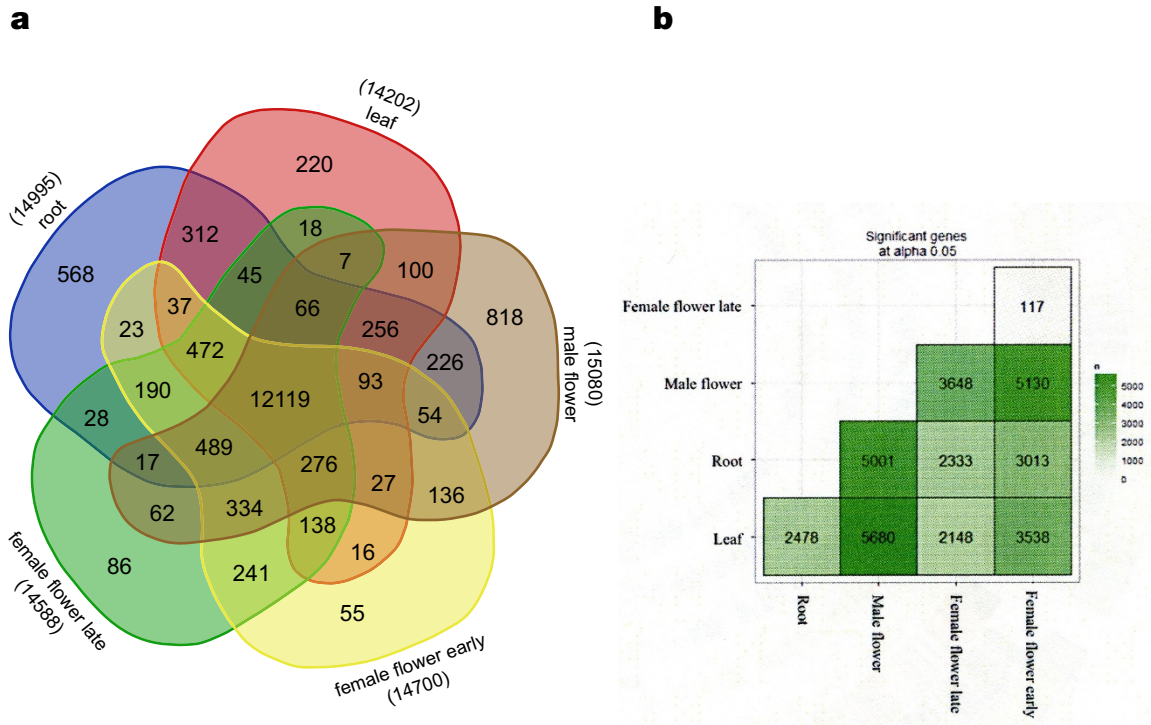 a
b
(14202)
leaf
(14995)
root
220
312
18
45
7
100
568
37
66
818
23
256
226
472
male flower
(15080)
190
93
12119
54
28
489
17
276
27
136
62
334
138
16
86
241
55
female flower late
(14588)
female flower early
(14700)
Significant genes
at alpha 0.05
Female flower late
117
Male flower
3648
5130
Root
5001
2333
3013
Leaf
2478
5680
2148
3538
Root
Male flower
Female flower late
Female flower early
n
5000
4000
3000
2000
1000
0